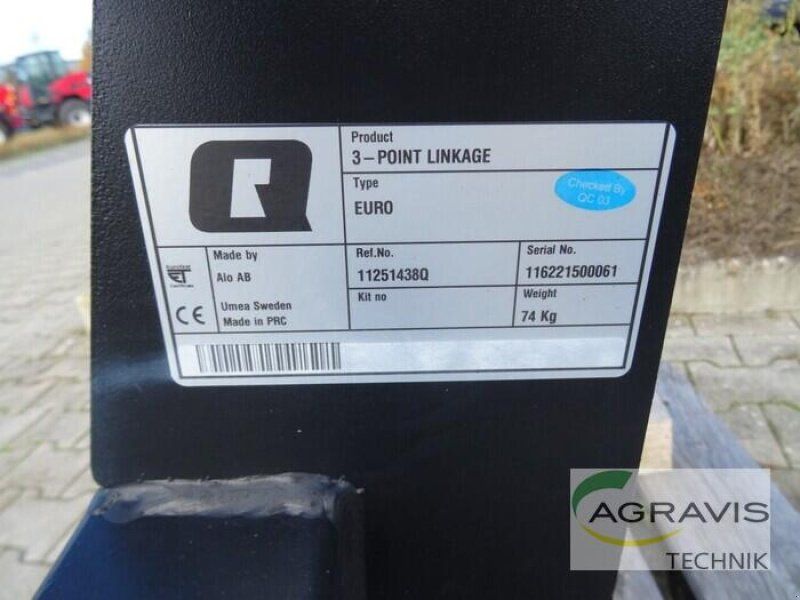 Product
3-POINT LINKAGE
Type
EURO
Checked By
QC 03
Made by
Alo AB
Umea Sweden
Made in PRC
CE
Ref.No.
11251438Q
Serial No.
116221500061
Kit no
Weight
74 Kg
AGRAVIS
TECHNIK